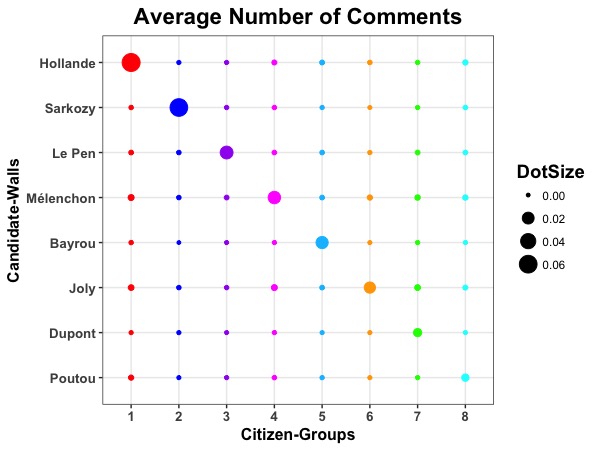 Average Number of Comments
Candidate-Walls
Hollande
Sarkozy
Le Pen
Mélenchon
Bayrou
Joly
Dupont
Poutou
1 2 3 4 5 6 7 8
Citizen-Groups
DotSize
0.00
0.02
0.04
0.06